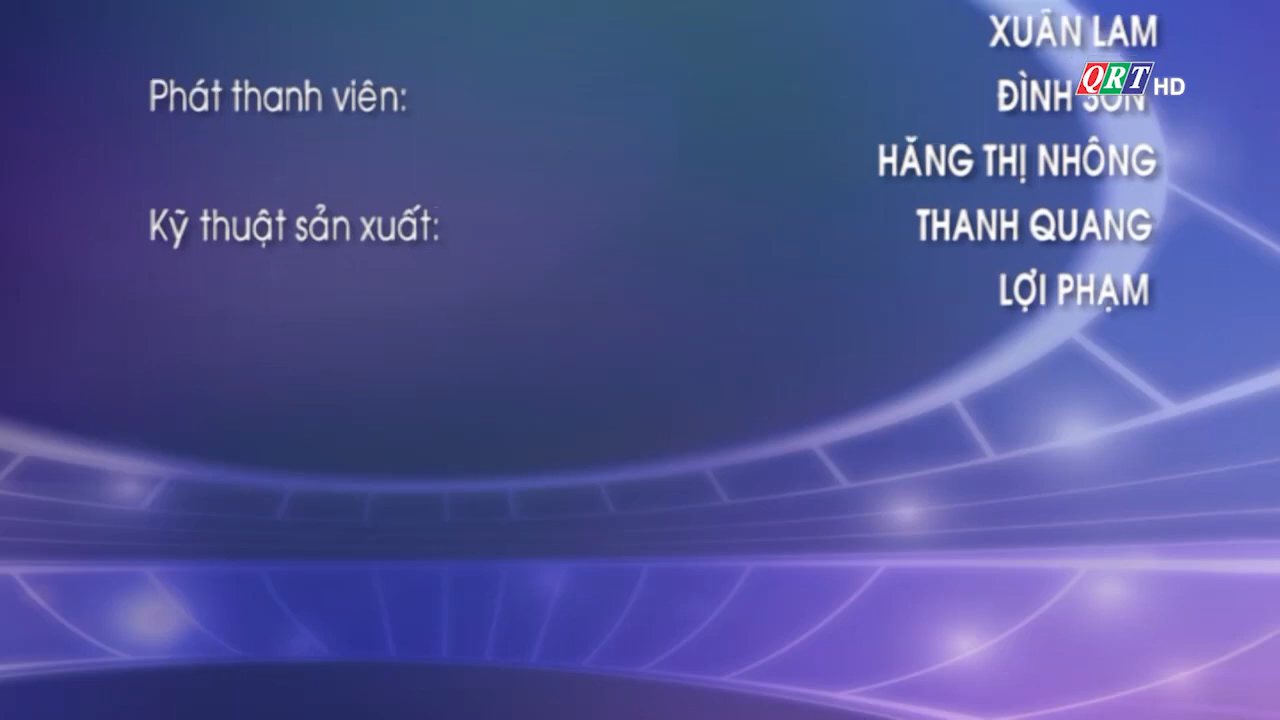 XUÂN LAM
QRT HD
Phát thanh viên: ĐÌNH SƠN
HĂNG THỊ NHÔNG
Kỹ thuật sản xuất: THANH QUANG
LỢI PHẠM